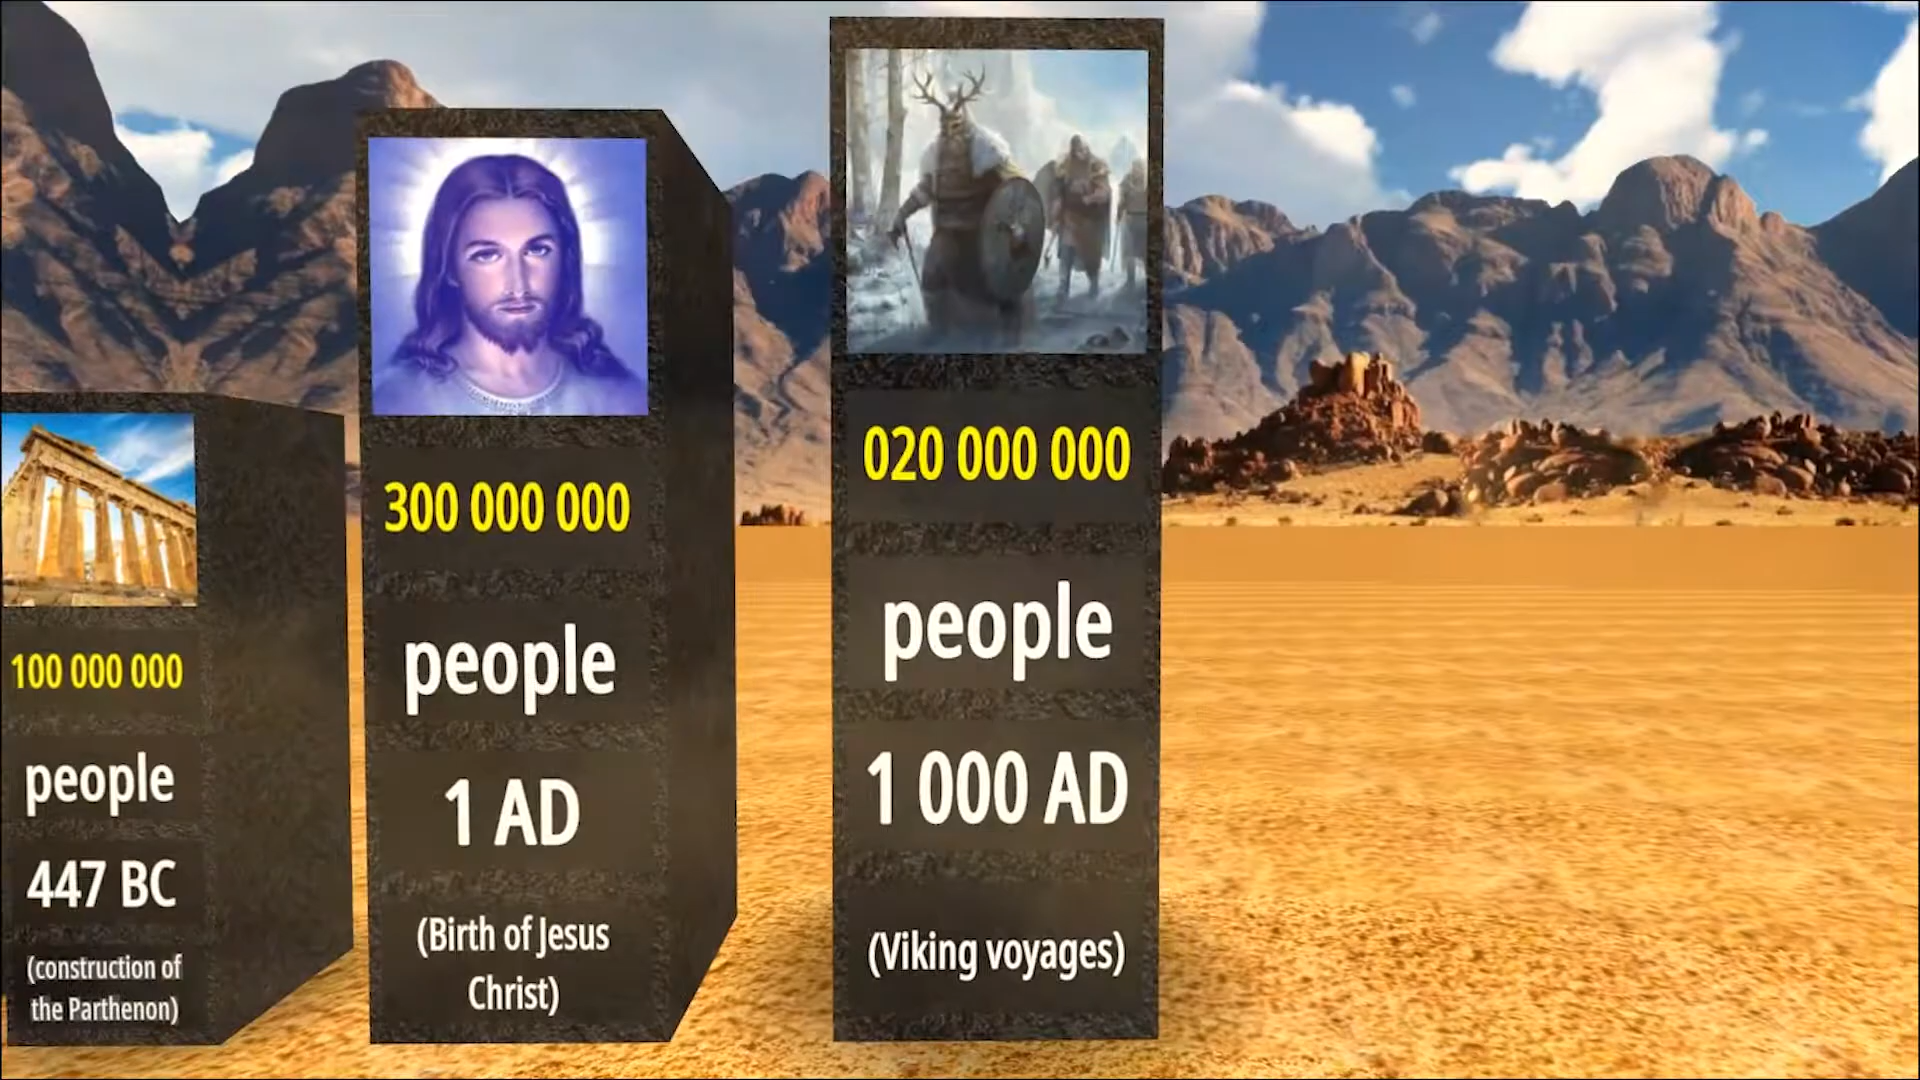 100 000 000
people
447 BC
(construction of
the Parthenon)
300 000 000
people
1 AD
(Birth of Jesus
Christ)
020 000 000
people
1 000 AD
(Viking voyages)